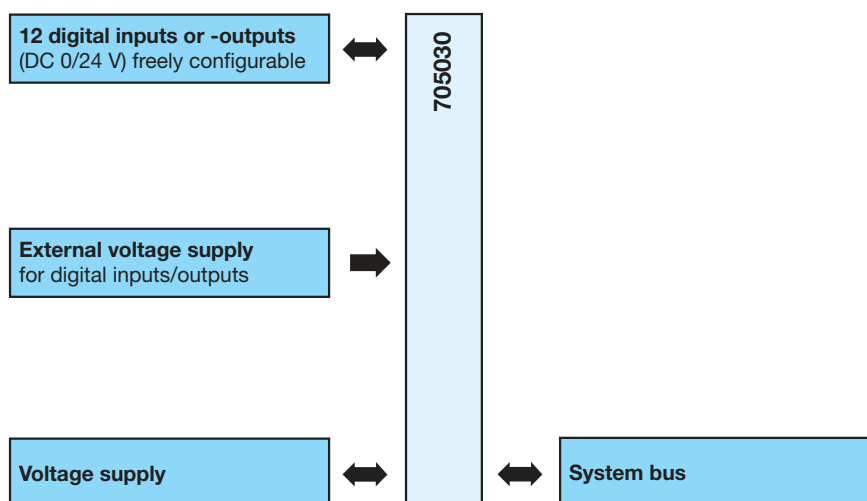 12 digital inputs or -outputs
(DC 0/24 V) freely configurable
705030
External voltage supply
for digital inputs/outputs
Voltage supply
System bus